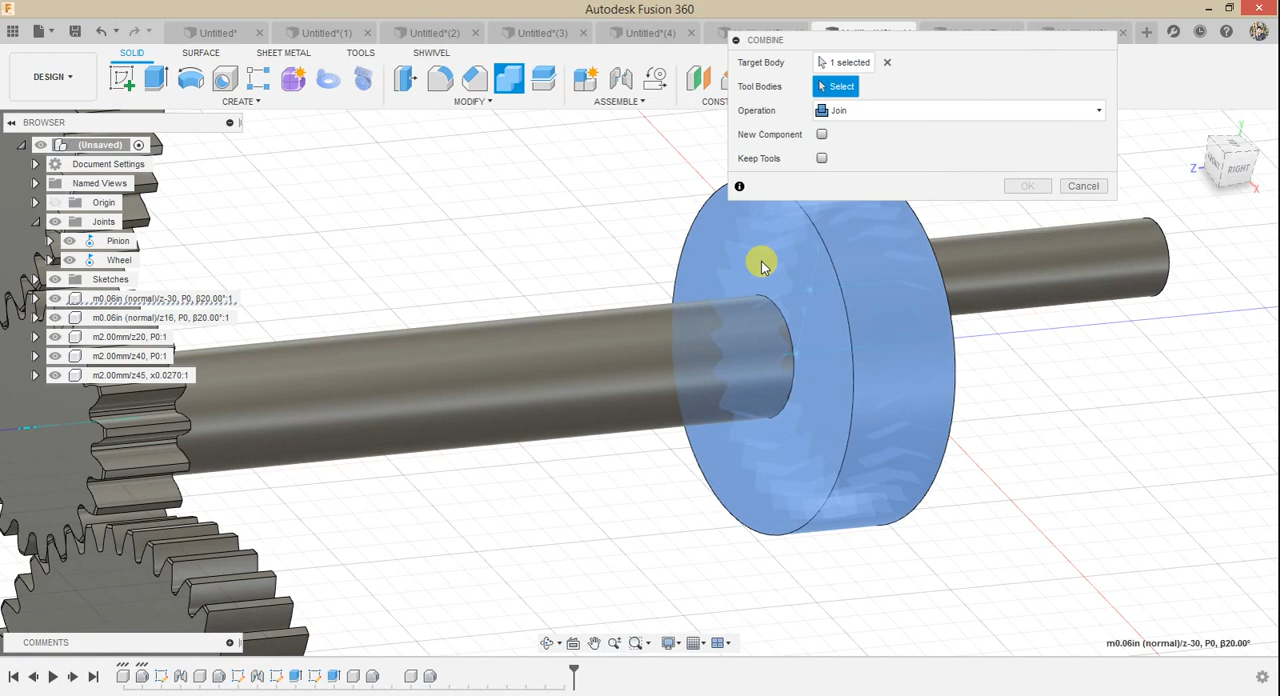 Autodesk Fusion 360
Untitled* Untitled*(1) Untitled*(2) Untitled*(3) Untitled*(4)
SOLID SURFACE SHEET METAL TOOLS SHWIVEL
DESIGN
CREATE MODIFY ASSEMBLE CONST
COMBINE
Target Body 1 selected
Tool Bodies Select
Operation Join
New Component
Keep Tools
OK Cancel
BROWSER
(Unsaved)
Document Settings
Named Views
Origin
Joints
Pinion
Wheel
Sketches
m0.06in (normal)/z-30, P0, β20.00°:1
m0.06in (normal)/z16, P0, β20.00°:1
m2.00mm/z20, P0:1
m2.00mm/z40, P0:1
m2.00mm/z45, x0.0270:1
Y
Z
X
FRONT
RIGHT
COMMENTS
m0.06in (normal)/z-30, P0, β20.00°